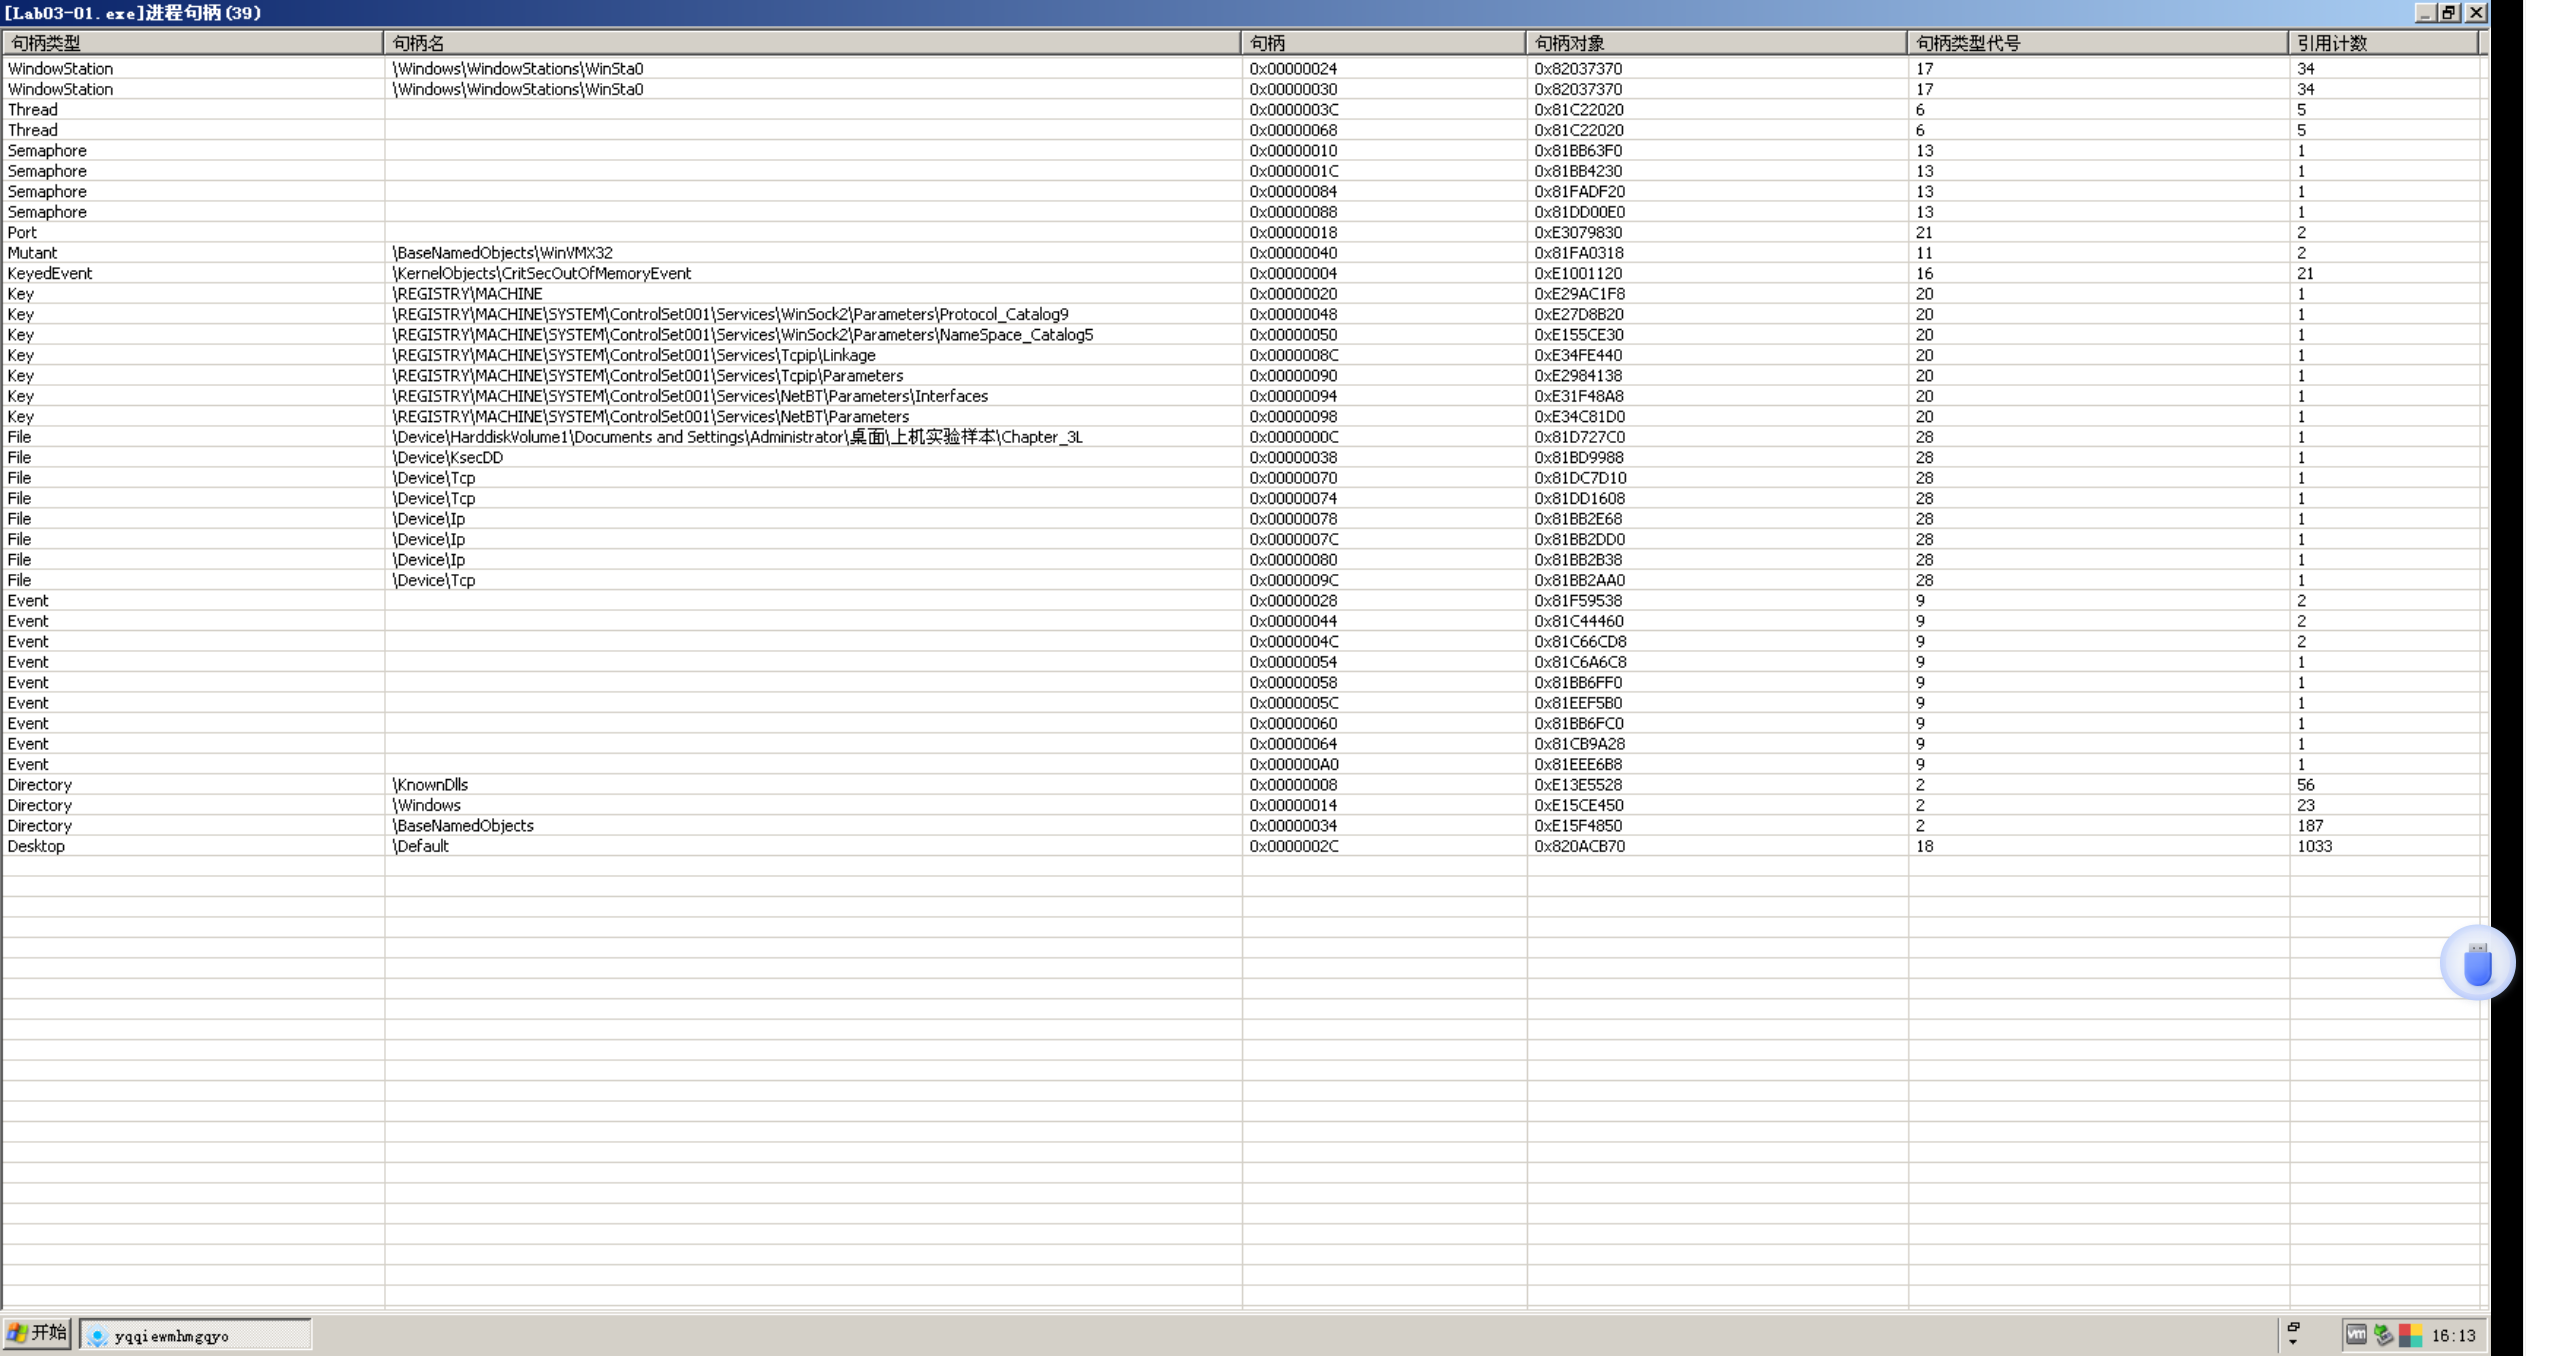 [Lab03-01.exe]进程句柄(39)
句柄类型 句柄名 句柄 句柄对象 句柄类型代号 引用计数
WindowStation \Windows\WindowStations\WinSta0 0x00000024 0x82037370 17 34
WindowStation \Windows\WindowStations\WinSta0 0x00000030 0x82037370 17 34
Thread 0x0000003C 0x81C22020 6 5
Thread 0x00000068 0x81C22020 6 5
Semaphore 0x00000010 0x81BB63F0 13 1
Semaphore 0x0000001C 0x81BB4230 13 1
Semaphore 0x00000084 0x81FADF20 13 1
Semaphore 0x00000088 0x81DD00E0 13 1
Port 0x00000018 0xE3079830 21 2
Mutant \BaseNamedObjects\WinVMX32 0x00000040 0x81FA0318 11 2
KeyedEvent \KernelObjects\CritSecOutOfMemoryEvent 0x00000004 0xE1001120 16 21
Key \REGISTRY\MACHINE 0x00000020 0xE29AC1F8 20 1
Key \REGISTRY\MACHINE\SYSTEM\ControlSet001\Services\WinSock2\Parameters\Protocol_Catalog9 0x00000048 0xE27D8B20 20 1
Key \REGISTRY\MACHINE\SYSTEM\ControlSet001\Services\WinSock2\Parameters\NameSpace_Catalog5 0x00000050 0xE155CE30 20 1
Key \REGISTRY\MACHINE\SYSTEM\ControlSet001\Services\Tcpip\Linkage 0x0000008C 0xE34FE440 20 1
Key \REGISTRY\MACHINE\SYSTEM\ControlSet001\Services\Tcpip\Parameters 0x00000090 0xE2984138 20 1
Key \REGISTRY\MACHINE\SYSTEM\ControlSet001\Services\NetBT\Parameters\Interfaces 0x00000094 0xE31F48A8 20 1
Key \REGISTRY\MACHINE\SYSTEM\ControlSet001\Services\NetBT\Parameters 0x00000098 0xE34C81D0 20 1
File \Device\HarddiskVolume1\Documents and Settings\Administrator\桌面\上机实验样本\Chapter_3L 0x0000000C 0x81D727C0 28 1
File \Device\KsecDD 0x00000038 0x81BD9988 28 1
File \Device\Tcp 0x00000070 0x81DC7D10 28 1
File \Device\Tcp 0x00000074 0x81DD1608 28 1
File \Device\Ip 0x00000078 0x81BB2E68 28 1
File \Device\Ip 0x0000007C 0x81BB2DD0 28 1
File \Device\Ip 0x00000080 0x81BB2B38 28 1
File \Device\Tcp 0x0000009C 0x81BB2AA0 28 1
Event 0x00000028 0x81F59538 9 2
Event 0x00000044 0x81C44460 9 2
Event 0x0000004C 0x81C66CD8 9 2
Event 0x00000054 0x81C6A6C8 9 1
Event 0x00000058 0x81BB6FF0 9 1
Event 0x0000005C 0x81EEF5B0 9 1
Event 0x00000060 0x81BB6FC0 9 1
Event 0x00000064 0x81CB9A28 9 1
Event 0x000000A0 0x81EEE6B8 9 1
Directory \KnownDlls 0x00000008 0xE13E5528 2 56
Directory \Windows 0x00000014 0xE15CE450 2 23
Directory \BaseNamedObjects 0x00000034 0xE15F4850 2 187
Desktop \Default 0x0000002C 0x820ACB70 18 1033
开始 yqqiewmhmgqyo vm 16:13